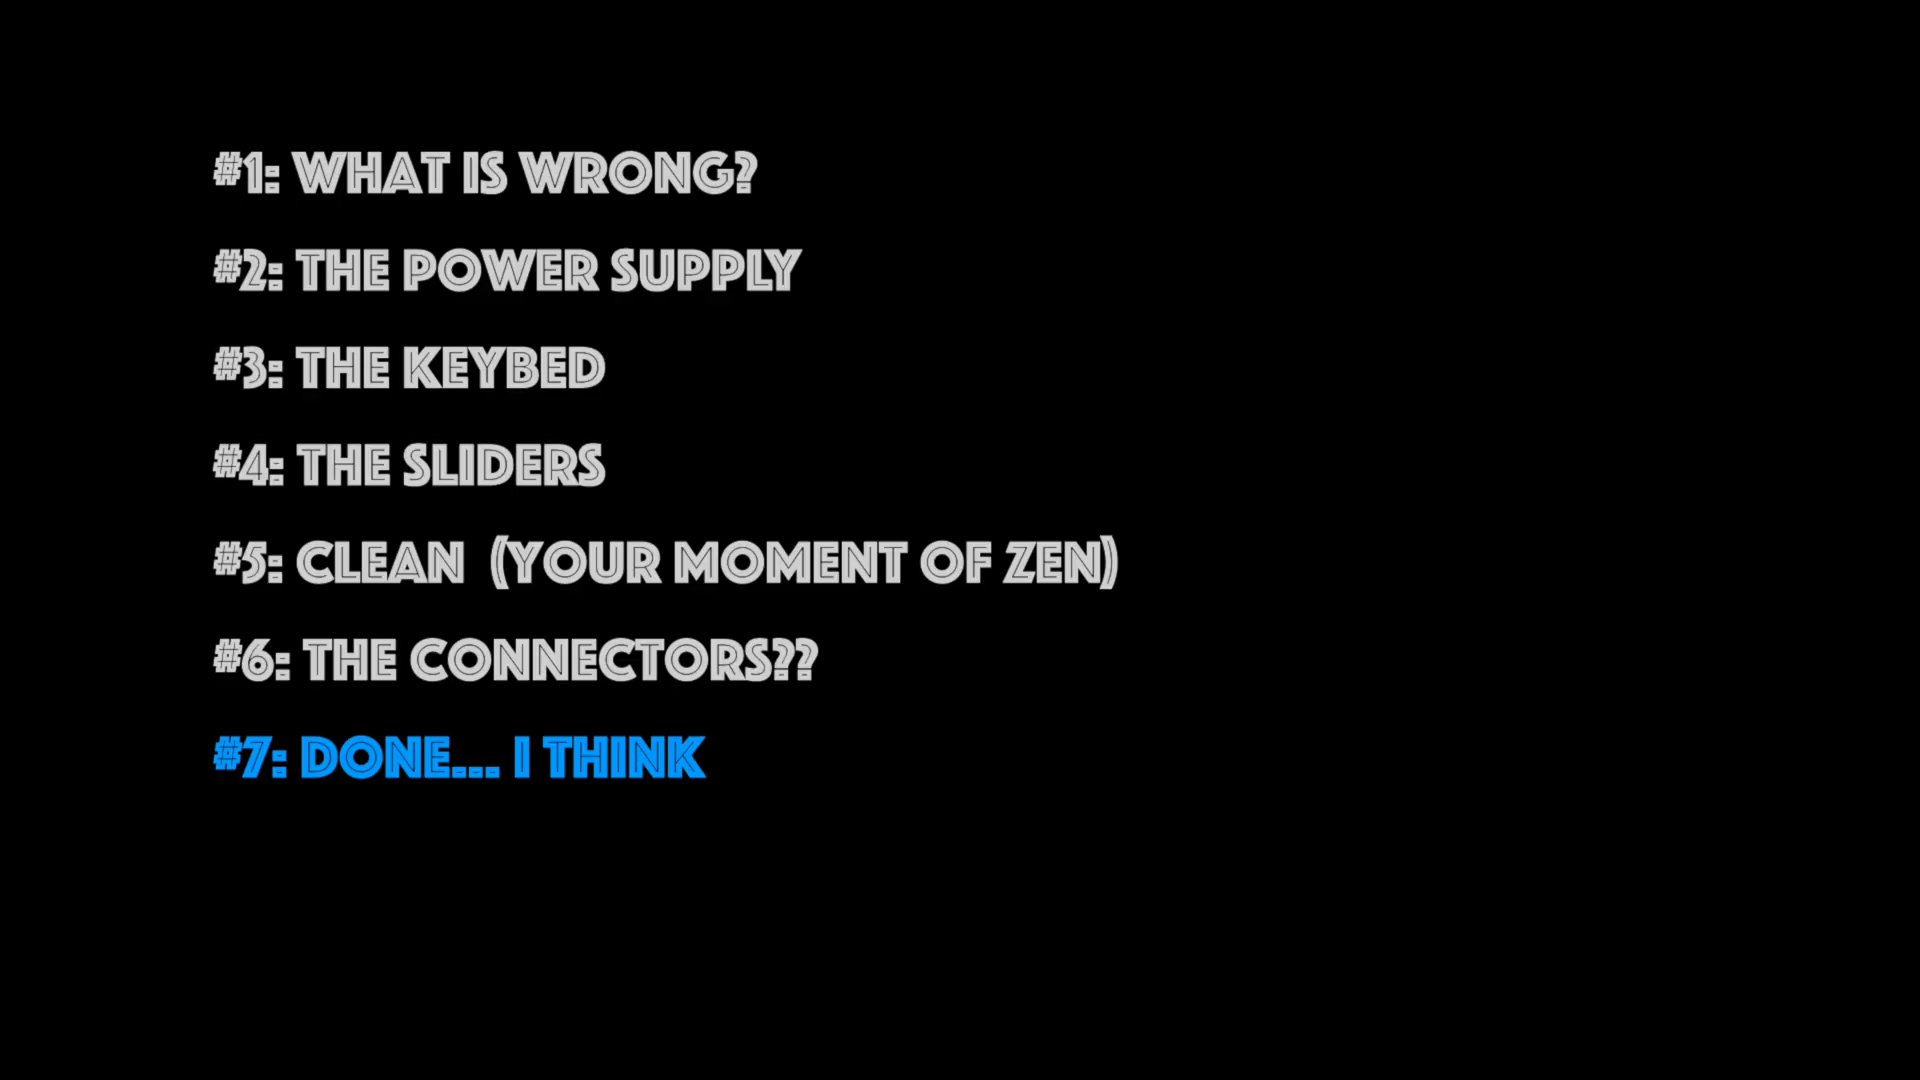 #1: WHAT IS WRONG?
#2: THE POWER SUPPLY
#3: THE KEYBED
#4: THE SLIDERS
#5: CLEAN  (YOUR MOMENT OF ZEN)
#6: THE CONNECTORS??
#7: DONE... I THINK